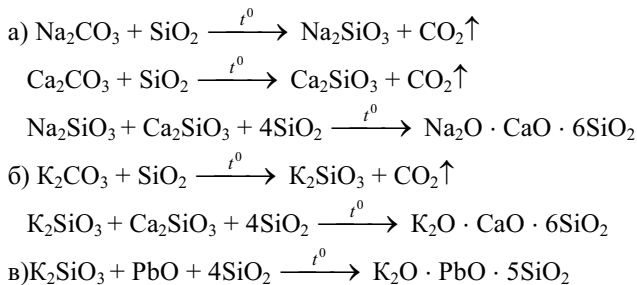 а) Na₂CO₃ + SiO₂ —t⁰→ Na₂SiO₃ + CO₂↑
Ca₂CO₃ + SiO₂ —t⁰→ Ca₂SiO₃ + CO₂↑
Na₂SiO₃ + Ca₂SiO₃ + 4SiO₂ —t⁰→ Na₂O · CaO · 6SiO₂
б) K₂CO₃ + SiO₂ —t⁰→ K₂SiO₃ + CO₂↑
K₂SiO₃ + Ca₂SiO₃ + 4SiO₂ —t⁰→ K₂O · CaO · 6SiO₂
в)K₂SiO₃ + PbO + 4SiO₂ —t⁰→ K₂O · PbO · 5SiO₂